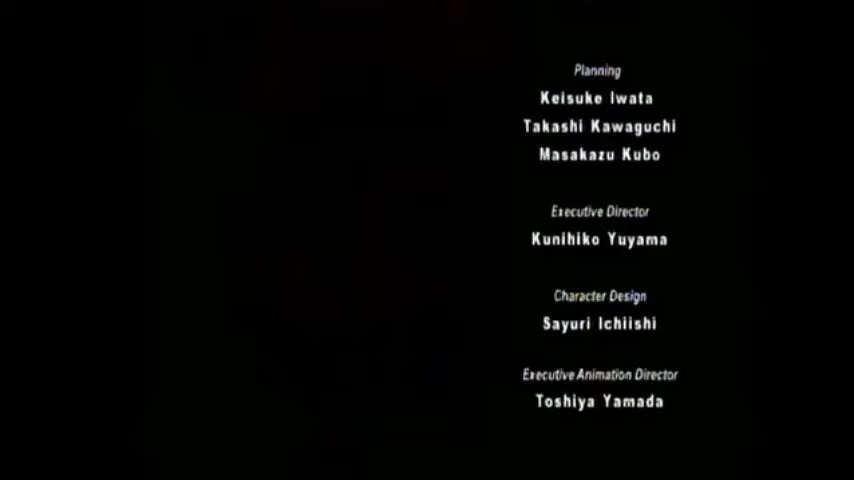 Planning
Keisuke Iwata
Takashi Kawaguchi
Masakazu Kubo
Executive Director
Kunihiko Yuyama
Character Design
Sayuri Ichiishi
Executive Animation Director
Toshiya Yamada